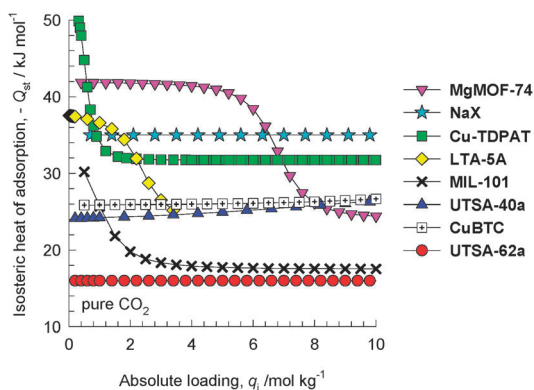 Isosteric heat of adsorption, - Qst / kJ mol-1
50
40
30
20
10
pure CO2
0
2
4
6
8
10
Absolute loading, qi /mol kg-1
MgMOF-74
NaX
Cu-TDPAT
LTA-5A
MIL-101
UTSA-40a
CuBTC
UTSA-62a